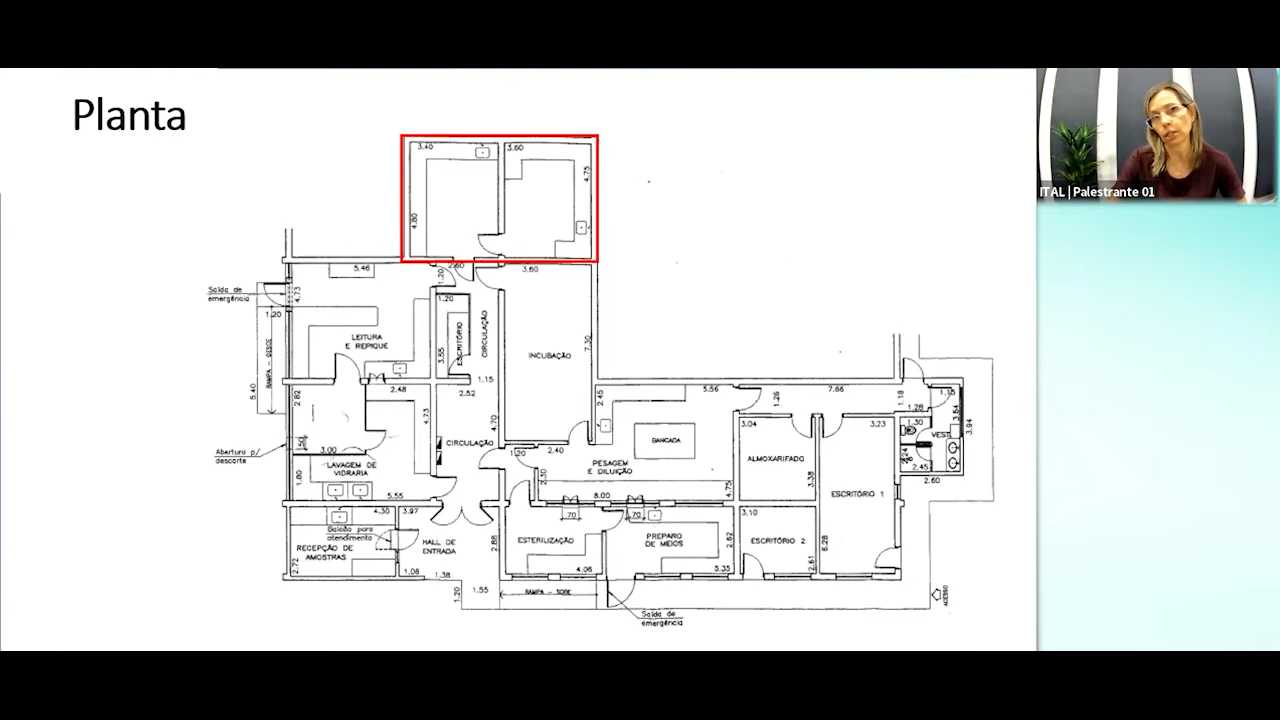 Planta
ITAL | Palestrante 01
3.40
3.60
4.75
4.80
5.46
2.60
1.20
3.60
Saída de
emergência
4.73
1.20
1.20
ESCRITÓRIO
CIRCULAÇÃO
3.55
LEITURA
E REPIQUE
INCUBAÇÃO
7.30
RAMPA - DESCE
5.40
1.15
2.48
2.52
2.82
4.73
4.70
2.45
5.56
1.26
7.66
1.18
1.28
1.15
3.64
3.94
3.04
3.23
1.30
VEST.
BANCADA
CIRCULAÇÃO
.50
3.00
1.20
2.40
Abertura p/
descarte
LAVAGEM DE
VIDRARIA
1.80
PESAGEM
E DILUIÇÃO
2.30
ALMOXARIFADO
3.38
2.45
2.60
5.55
8.00
4.75
ESCRITÓRIO 1
4.30
3.97
.70
.70
3.10
Balcão para
atendimento
RECEPÇÃO DE
AMOSTRAS
2.72
HALL DE
ENTRADA
2.88
ESTERILIZAÇÃO
PREPARO
DE MEIOS
2.62
ESCRITÓRIO 2
6.28
2.61
1.06
1.38
4.06
5.35
1.20
1.55
RAMPA - SOBE
ACESSO
Saída de
emergência